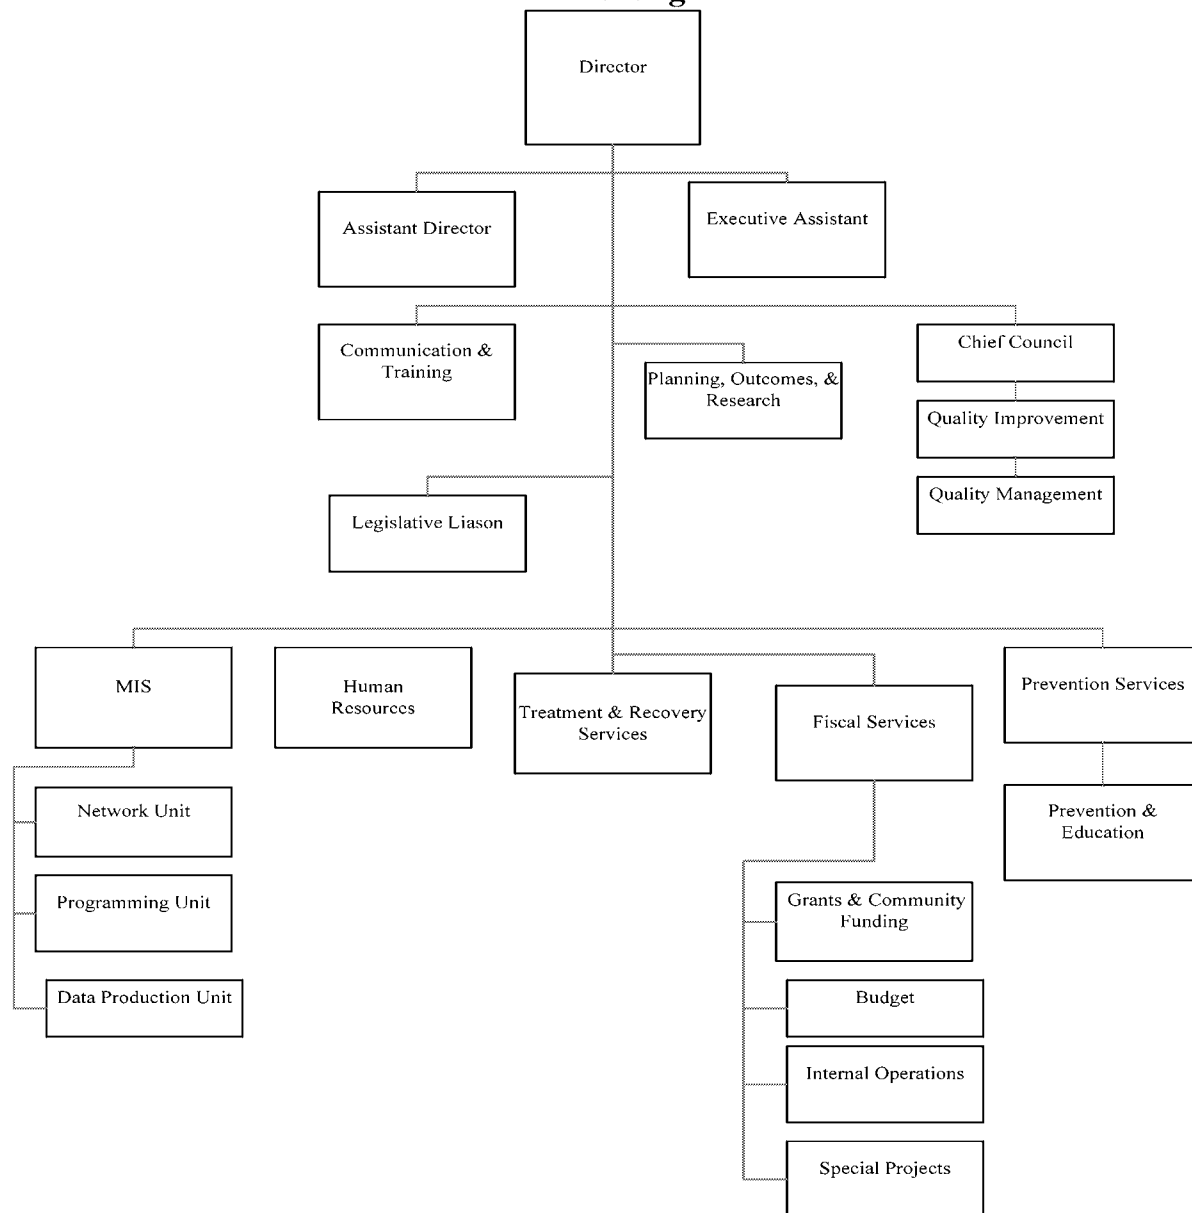 Director
Assistant Director
Executive Assistant
Communication &
Training
Planning, Outcomes, &
Research
Chief Council
Quality Improvement
Quality Management
Legislative Liason
MIS
Human
Resources
Treatment & Recovery
Services
Fiscal Services
Prevention Services
Network Unit
Programming Unit
Data Production Unit
Prevention &
Education
Grants & Community
Funding
Budget
Internal Operations
Special Projects